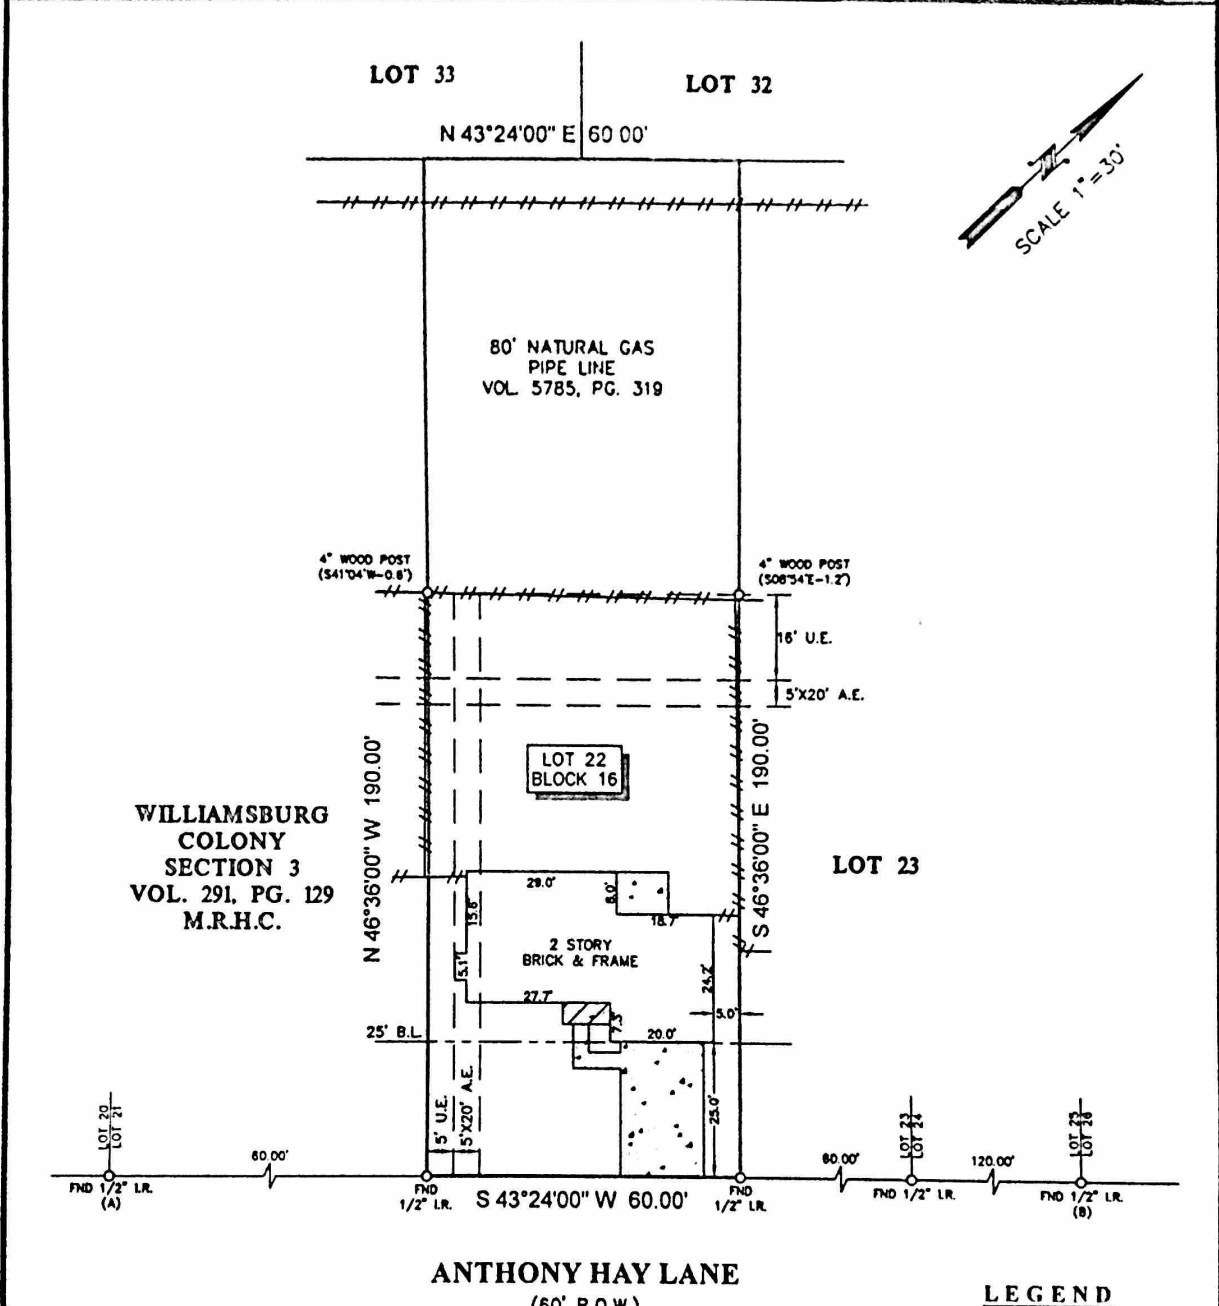 LOT 33
LOT 32
N 43°24'00" E 60 00'
SCALE 1"=30'
80' NATURAL GAS
PIPE LINE
VOL. 5785, PG. 319
4" WOOD POST
(S41°04'W-0.6')
4" WOOD POST
(S08°54'E-1.2')
16' U.E.
5'X20' A.E.
LOT 22
BLOCK 16
N 46°36'00" W 190.00'
S 46°36'00" E 190.00'
WILLIAMSBURG
COLONY
SECTION 3
VOL. 291, PG. 129
M.R.H.C.
LOT 23
29.0'
15.6'
18.7'
5.1'
2 STORY
BRICK & FRAME
24.2'
27.7'
7.3'
5.0'
25' B.L.
20.0'
5' U.E.
5'X20' A.E.
25.0'
LOT 20
LOT 21
LOT 23
LOT 24
LOT 25
LOT 26
60.00'
60.00'
120.00'
FND 1/2" I.R.
(A)
FND
1/2" I.R.
S 43°24'00" W 60.00'
FND
1/2" I.R.
FND 1/2" I.R.
FND 1/2" I.R.
(B)
ANTHONY HAY LANE
(60' R.O.W.)
LEGEND